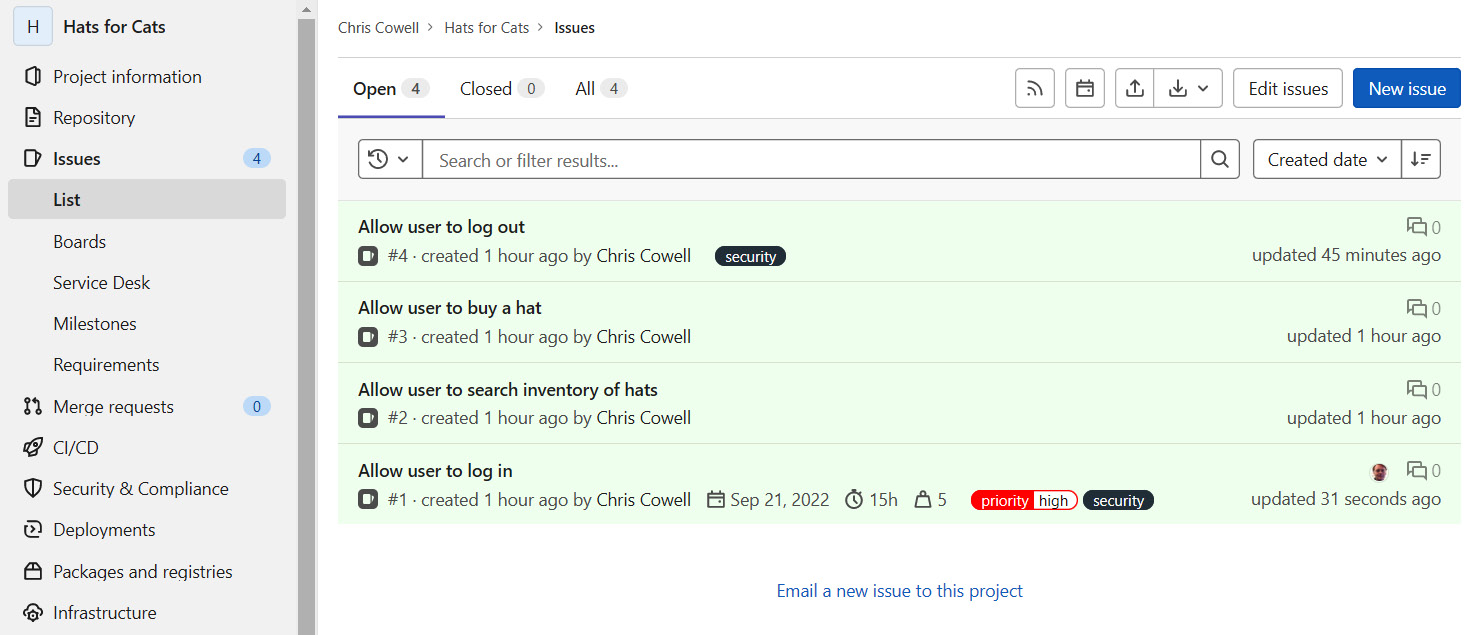 H Hats for Cats
Project information
Repository
Issues 4
List
Boards
Service Desk
Milestones
Requirements
Merge requests 0
CI/CD
Security & Compliance
Deployments
Packages and registries
Infrastructure
Chris Cowell › Hats for Cats › Issues
Open 4 Closed 0 All 4 Edit issues New issue
Search or filter results... Created date
Allow user to log out 0
#4 · created 1 hour ago by Chris Cowell security updated 45 minutes ago
Allow user to buy a hat 0
#3 · created 1 hour ago by Chris Cowell updated 1 hour ago
Allow user to search inventory of hats 0
#2 · created 1 hour ago by Chris Cowell updated 1 hour ago
Allow user to log in 0
#1 · created 1 hour ago by Chris Cowell Sep 21, 2022 15h 5 priority high security updated 31 seconds ago
Email a new issue to this project